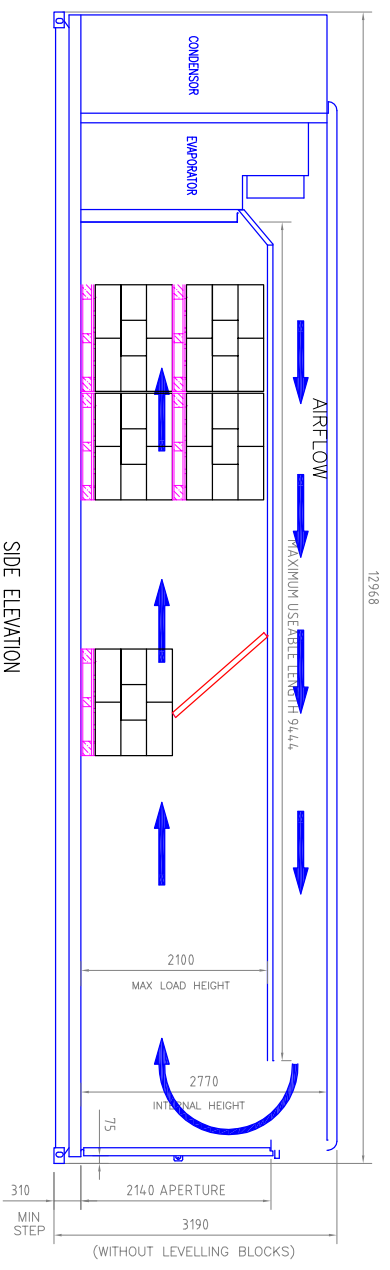 12968
CONDENSOR
EVAPORATOR
AIRFLOW
MAXIMUM USEABLE LENGTH 9444
2100
MAX LOAD HEIGHT
2770
INTERNAL HEIGHT
75
310
MIN
STEP
2140 APERTURE
3190
(WITHOUT LEVELLING BLOCKS)
SIDE ELEVATION